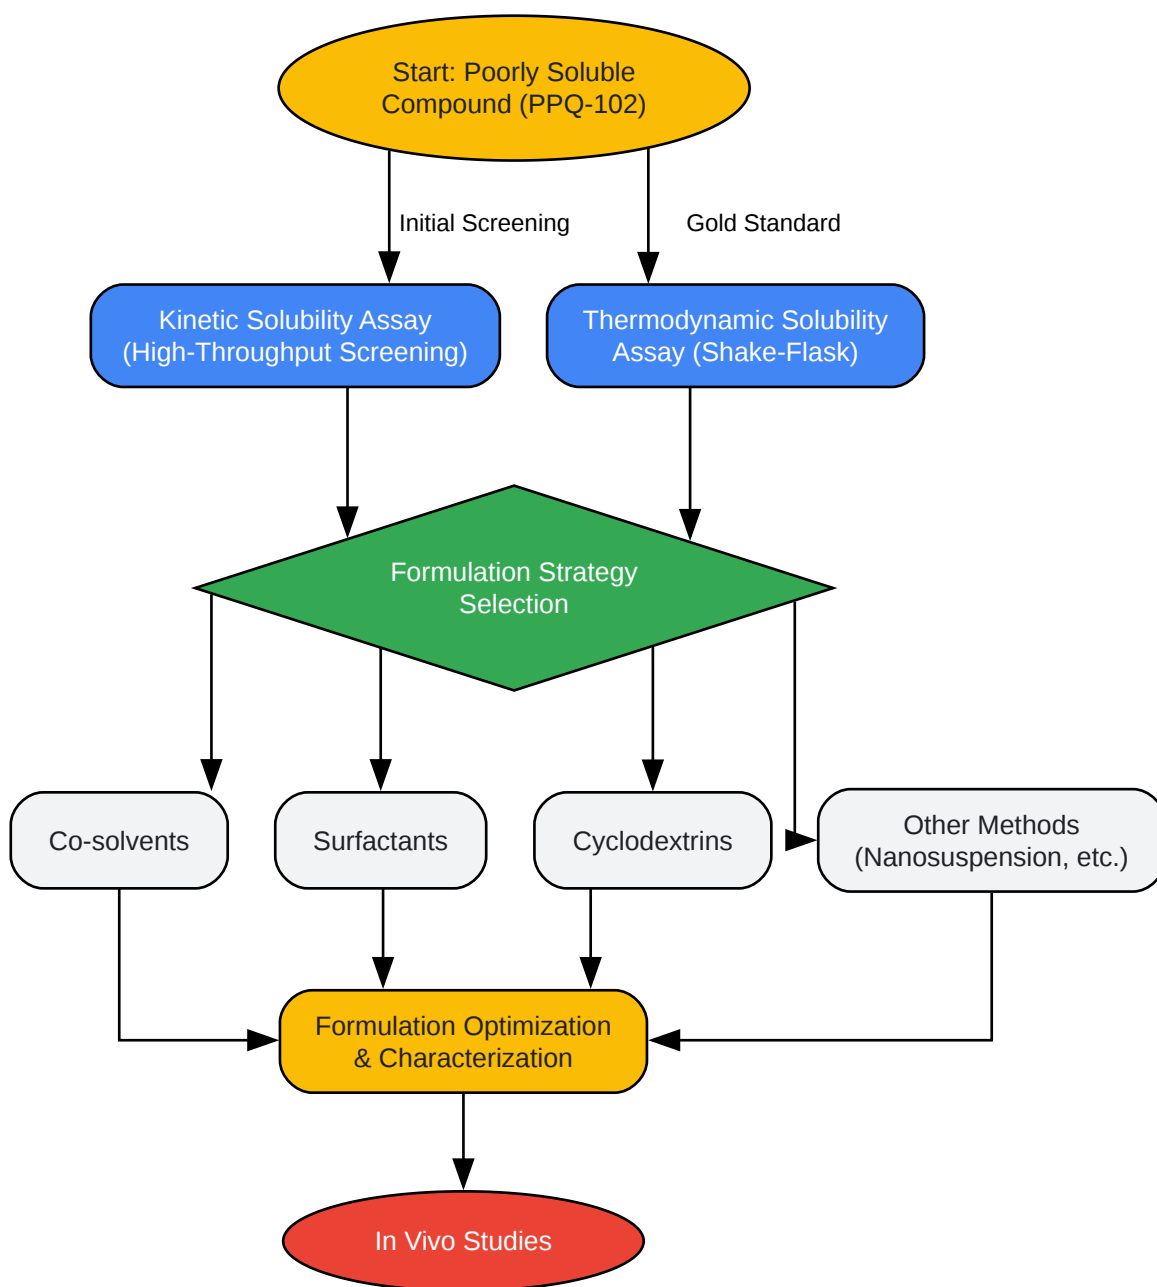 Start: Poorly Soluble
Compound (PPQ-102)
Initial Screening
Gold Standard
Kinetic Solubility Assay
(High-Throughput Screening)
Thermodynamic Solubility
Assay (Shake-Flask)
Formulation Strategy
Selection
Co-solvents
Surfactants
Cyclodextrins
Other Methods
(Nanosuspension, etc.)
Formulation Optimization
& Characterization
In Vivo Studies